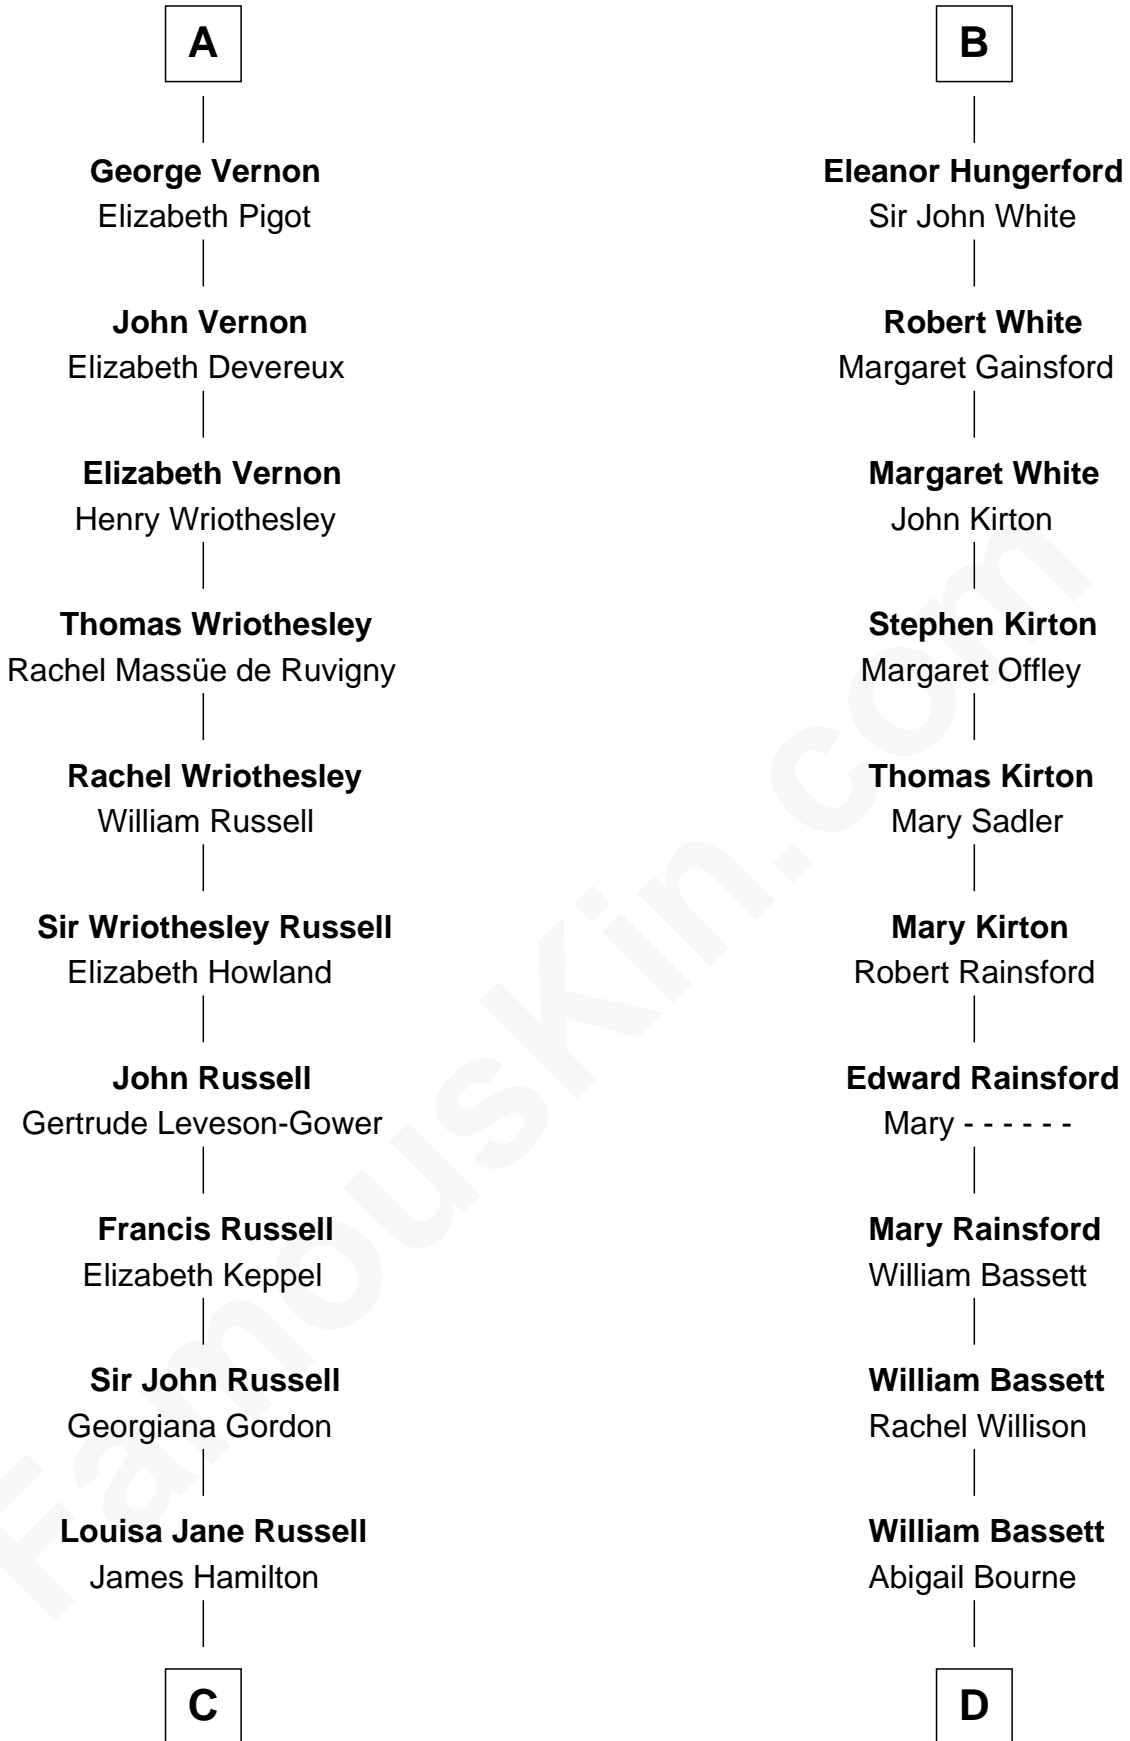 A
George Vernon
Elizabeth Pigot
John Vernon
Elizabeth Devereux
Elizabeth Vernon
Henry Wriothesley
Thomas Wriothesley
Rachel Massüe de Ruvigny
Rachel Wriothesley
William Russell
Sir Wriothesley Russell
Elizabeth Howland
John Russell
Gertrude Leveson-Gower
Francis Russell
Elizabeth Keppel
Sir John Russell
Georgiana Gordon
Louisa Jane Russell
James Hamilton
C
B
Eleanor Hungerford
Sir John White
Robert White
Margaret Gainsford
Margaret White
John Kirton
Stephen Kirton
Margaret Offley
Thomas Kirton
Mary Sadler
Mary Kirton
Robert Rainsford
Edward Rainsford
Mary - - - - - -
Mary Rainsford
William Bassett
William Bassett
Rachel Willison
William Bassett
Abigail Bourne
D
FamousKin.com